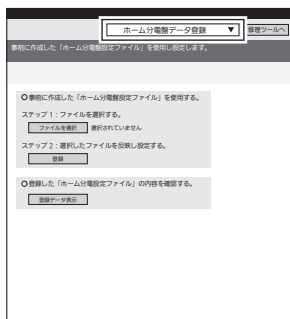 ホーム分電盤データ登録 ▼
修理ツールへ
事前に作成した「ホーム分電盤設定ファイル」を使用し設定します。
○事前に作成した「ホーム分電盤設定ファイル」を使用する。
ステップ1：ファイルを選択する。
ファイルを選択 選択されていません
ステップ2：選択したファイルを反映し設定する。
登録
○登録した「ホーム分電設定ファイル」の内容を確認する。
登録データ表示